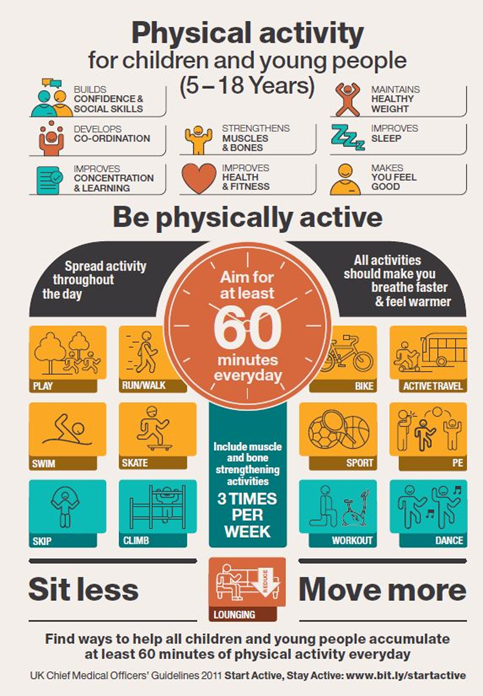 Physical activity
for children and young people
(5 – 18 Years)
BUILDS
CONFIDENCE &
SOCIAL SKILLS
MAINTAINS
HEALTHY
WEIGHT
DEVELOPS
CO-ORDINATION
STRENGTHENS
MUSCLES
& BONES
IMPROVES
SLEEP
ZZZ
IMPROVES
CONCENTRATION
& LEARNING
IMPROVES
HEALTH
& FITNESS
MAKES
YOU FEEL
GOOD
Be physically active
Spread activity
throughout
the day
Aim for
at least
60
minutes
everyday
All activities
should make you
breathe faster
& feel warmer
PLAY
RUN/WALK
BIKE
ACTIVE TRAVEL
SWIM
SKATE
Include muscle
and bone
strengthening
activities
3 TIMES
PER
WEEK
SPORT
PE
SKIP
CLIMB
WORKOUT
DANCE
Sit less
REDUCE
LOUNGING
Move more
Find ways to help all children and young people accumulate
at least 60 minutes of physical activity everyday
UK Chief Medical Officers' Guidelines 2011 Start Active, Stay Active: www.bit.ly/startactive